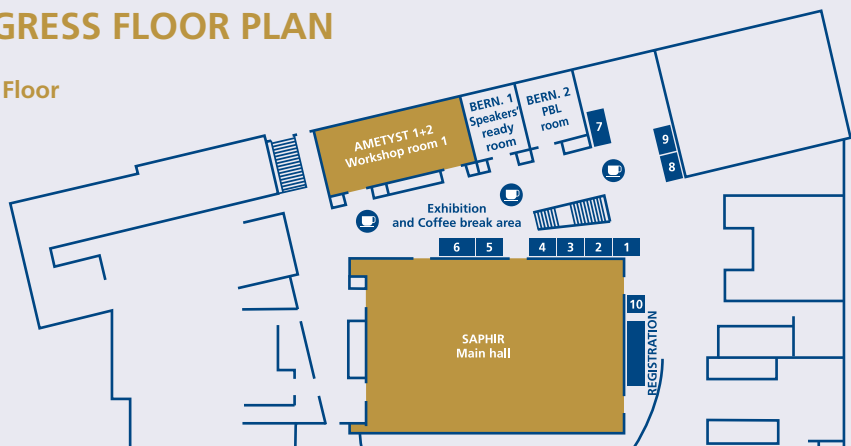 GRESS FLOOR PLAN
Floor
AMETYST 1+2
Workshop room 1
BERN. 1
Speakers'
ready
room
BERN. 2
PBL
room
7
9
8
Exhibition
and Coffee break area
6
5
4
3
2
1
10
REGISTRATION
SAPHIR
Main hall